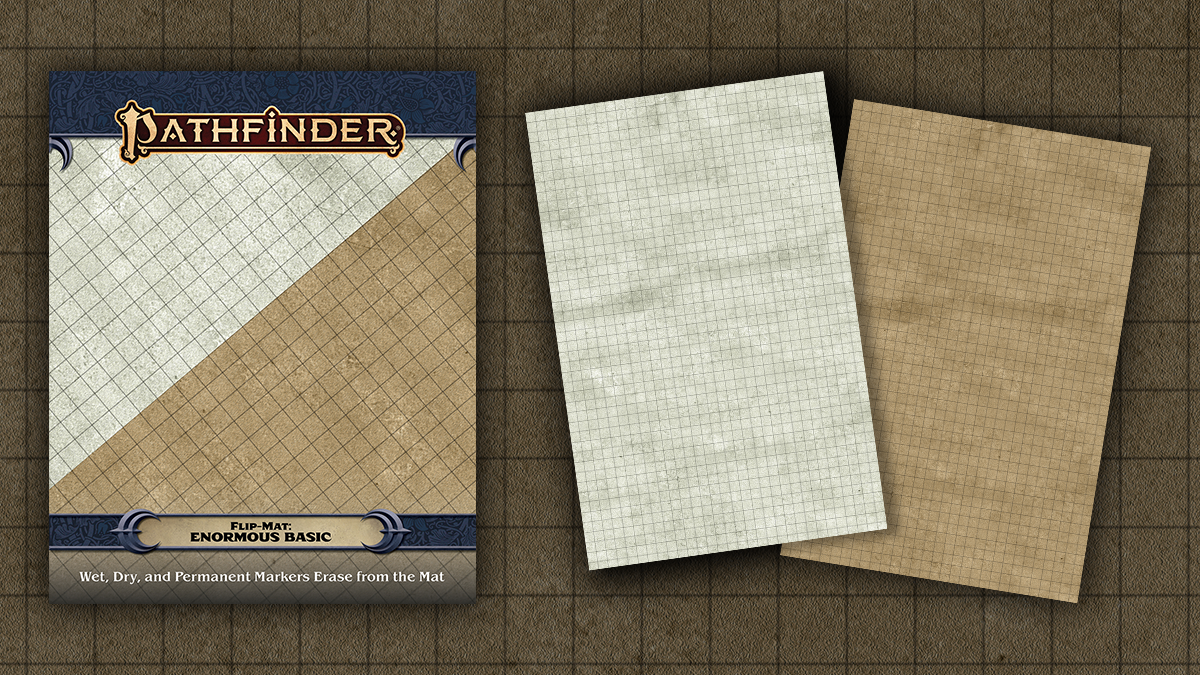 PATHFINDER
FLIP-MAT:
ENORMOUS BASIC
Wet, Dry, and Permanent Markers Erase from the Mat